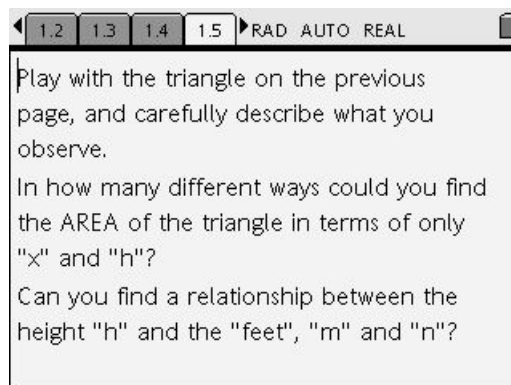 1.2 1.3 1.4 1.5 RAD AUTO REAL
Play with the triangle on the previous
page, and carefully describe what you
observe.
In how many different ways could you find
the AREA of the triangle in terms of only
"x" and "h"?
Can you find a relationship between the
height "h" and the "feet", "m" and "n"?